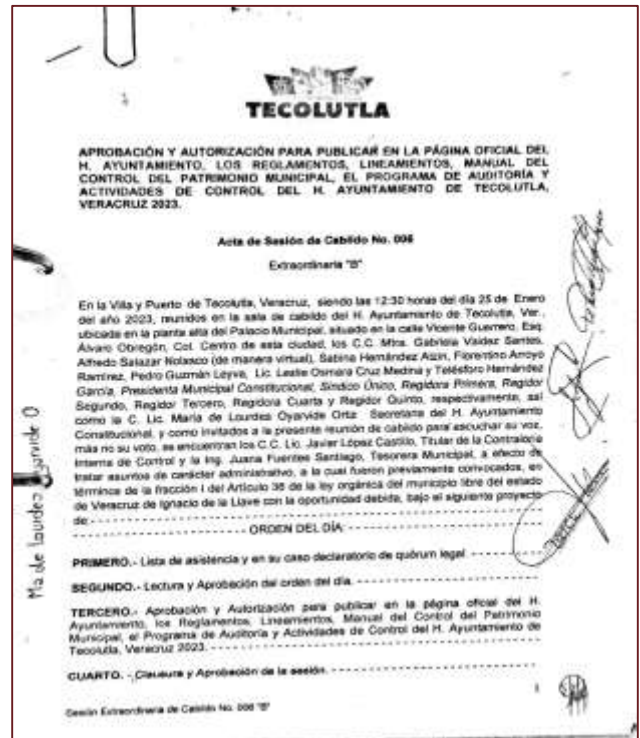 TECOLUTLA
APROBACIÓN Y AUTORIZACIÓN PARA PUBLICAR EN LA PÁGINA OFICIAL DEL
H. AYUNTAMIENTO, LOS REGLAMENTOS, LINEAMIENTOS, MANUAL DEL
CONTROL DEL PATRIMONIO MUNICIPAL, EL PROGRAMA DE AUDITORÍA Y
ACTIVIDADES DE CONTROL DEL H. AYUNTAMIENTO DE TECOLUTLA,
VERACRUZ 2023.
Acta de Sesión de Cabildo No. 006
Extraordinaria "B"
En la Villa y Puerto de Tecolutla, Veracruz, siendo las 12:30 horas del día 25 de Enero
del año 2023, reunidos en la sala de cabildo del H. Ayuntamiento de Tecolutla, Ver.,
ubicada en la planta alta del Palacio Municipal, situado en la calle Vicente Guerrero, Esq.
Álvaro Obregón, Col. Centro de esta ciudad, los C.C. Mtra. Gabriela Valdez Santes,
Alfredo Salazar Nolasco (de manera virtual), Sabina Hernández Florentino Arroyo
Ramírez, Pedro Guzmán Leyva, Lic. Leslie Osmara Cruz Medina y Telésforo Hernández
García, Presidenta Municipal Constitucional, Síndico Único, Regidora Primera, Regidor
Segundo, Regidor Tercero, Regidora Cuarta y Regidor Quinto, respectivamente, así
como la C. Lic. María de Lourdes Oyarvide Ortiz Secretaria del H. Ayuntamiento
Constitucional, y como invitados a la presente reunión de cabildo para escuchar su voz,
más no su voto, se encuentran los C.C. Lic. Javier López Castillo, Titular de la Contraloría
Interna de Control y la Ing. Juana Fuentes Santiago, Tesorera Municipal, a efecto de
tratar asuntos de carácter administrativo, a la cual fueron previamente convocados, en
términos de la fracción I del Artículo 36 de la ley orgánica del municipio libre del estado
de Veracruz de Ignacio de la Llave con la oportunidad debida, bajo el siguiente proyecto
de: - - - - - - - - - - - - - - - - - - - - - - - - - - - - - - - - - - - - - - - -
- - - - - - - - - - - - - - - - - - ORDEN DEL DÍA: - - - - - - - - - - - - - - - - - -
PRIMERO.- Lista de asistencia y en su caso declaratorio de quórum legal. - - - - - - - - - -
SEGUNDO.- Lectura y Aprobación del orden del día. - - - - - - - - - - - - - - - - - - - -
TERCERO.- Aprobación y Autorización para publicar en la página oficial del H.
Ayuntamiento, los Reglamentos, Lineamientos, Manual del Control del Patrimonio
Municipal, el Programa de Auditoría y Actividades de Control del H. Ayuntamiento de
Tecolutla, Veracruz 2023. - - - - - - - - - - - - - - - - - - - - - - - - - - - - - -
CUARTO. - Clausura y Aprobación de la sesión. - - - - - - - - - - - - - - - - - - - - - -
Sesión Extraordinaria de Cabildo No. 006 "B"
Ma de Lourdes Oyarvide O